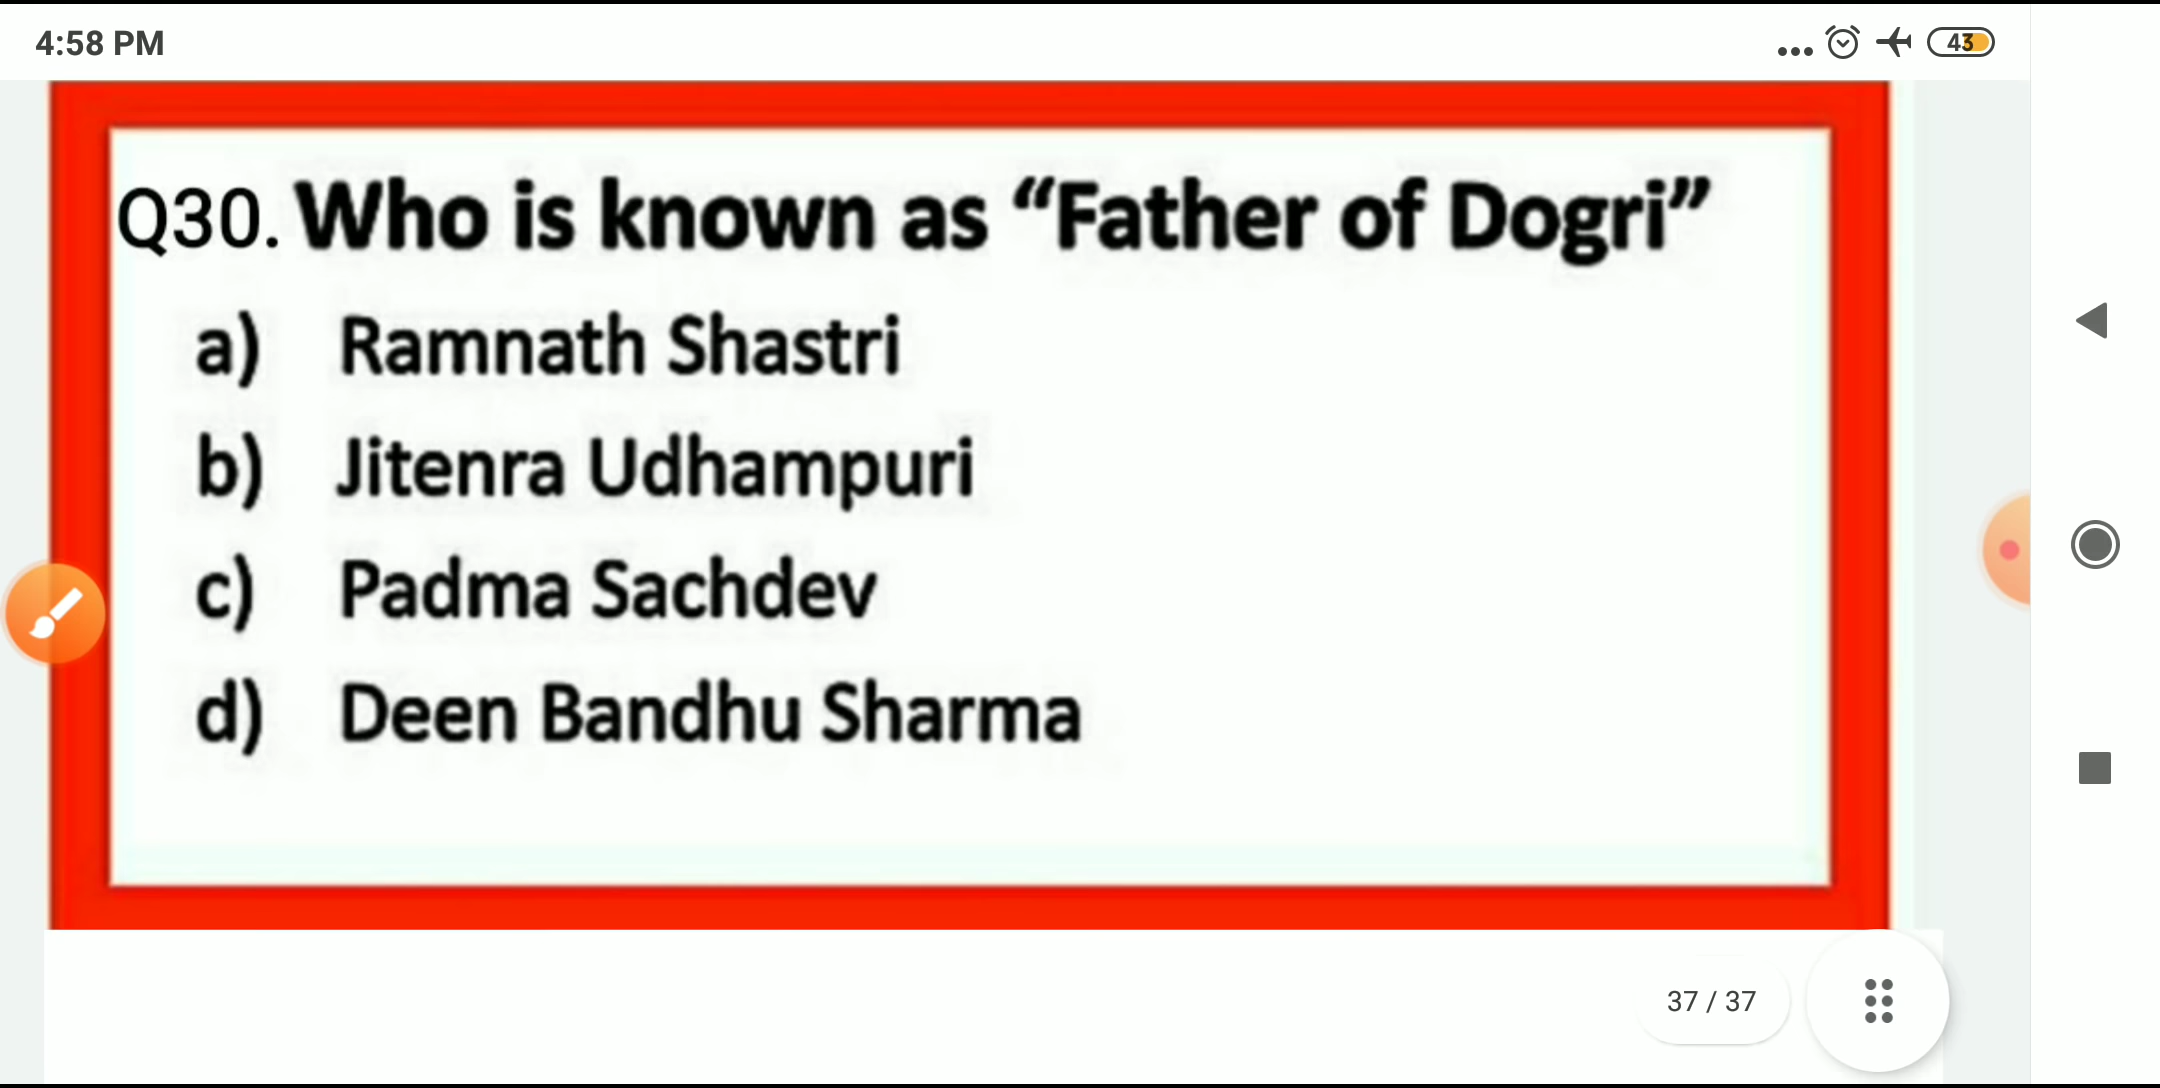 4:58 PM
43
Q30. Who is known as “Father of Dogri”
a) Ramnath Shastri
b) Jitenra Udhampuri
c) Padma Sachdev
d) Deen Bandhu Sharma
37 / 37